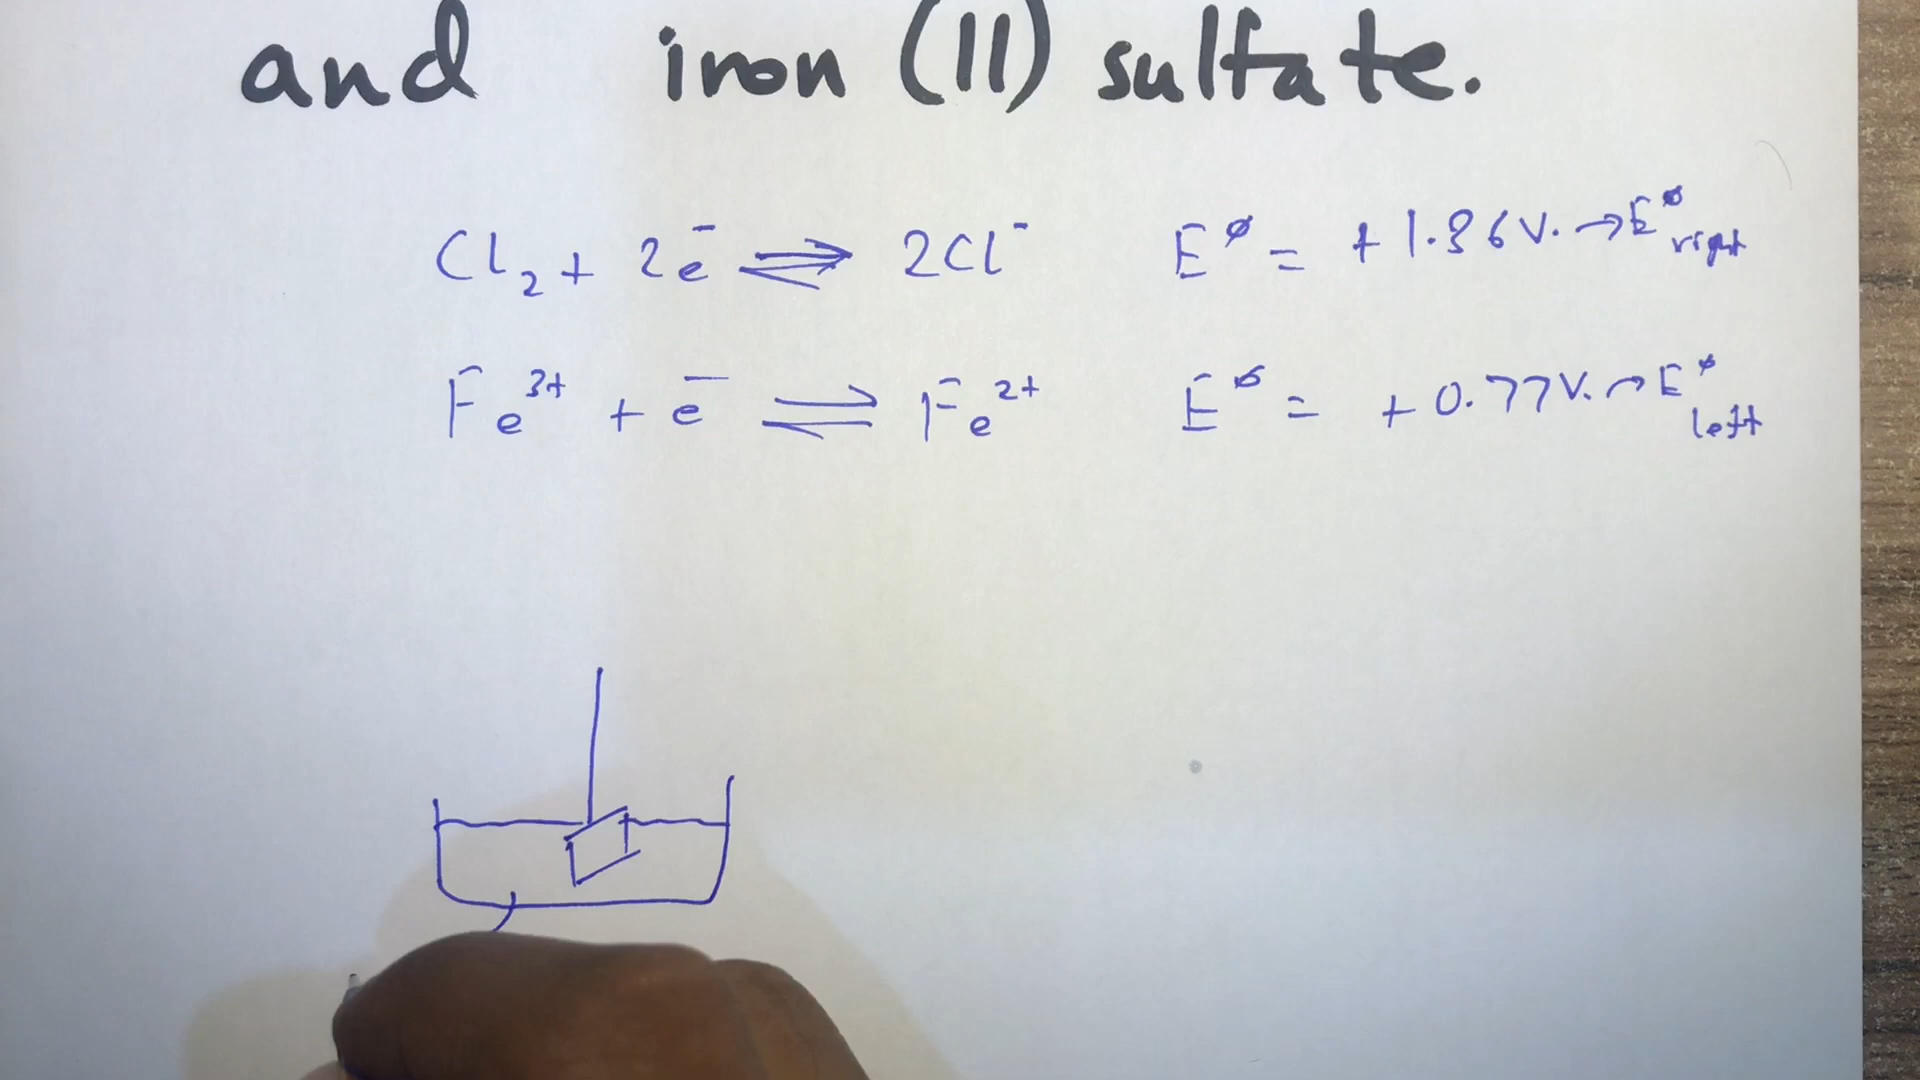 and iron (II) sulfate.
Cl₂ + 2e⁻ ⇌ 2Cl⁻ E⦵ = +1.36V. → E⦵ right
Fe³⁺ + e⁻ ⇌ Fe²⁺ E⦵ = +0.77V. → E⦵ left